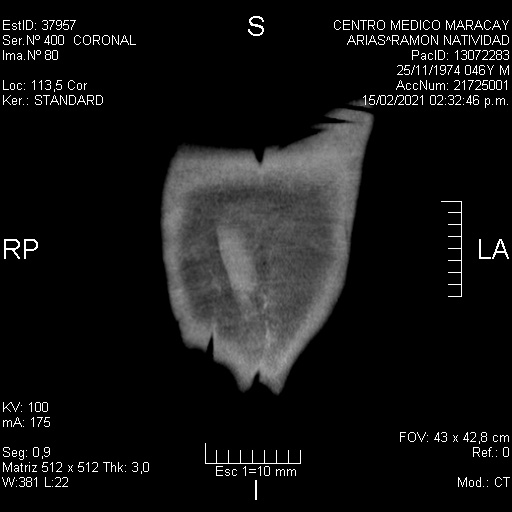 EstID: 37957
Ser.Nº 400 CORONAL
Ima.Nº 80
Loc: 113,5 Cor
Ker.: STANDARD
S
CENTRO MEDICO MARACAY
ARIAS^RAMON NATIVIDAD
PacID: 13072283
25/11/1974 046Y M
AccNum: 21725001
15/02/2021 02:32:46 p.m.
RP
LA
KV: 100
mA: 175
Seg: 0,9
Matriz 512 x 512 Thk: 3,0
W:381 L:22
Esc 1=10 mm
I
FOV: 43 x 42,8 cm
Ref.: 0
Mod.: CT